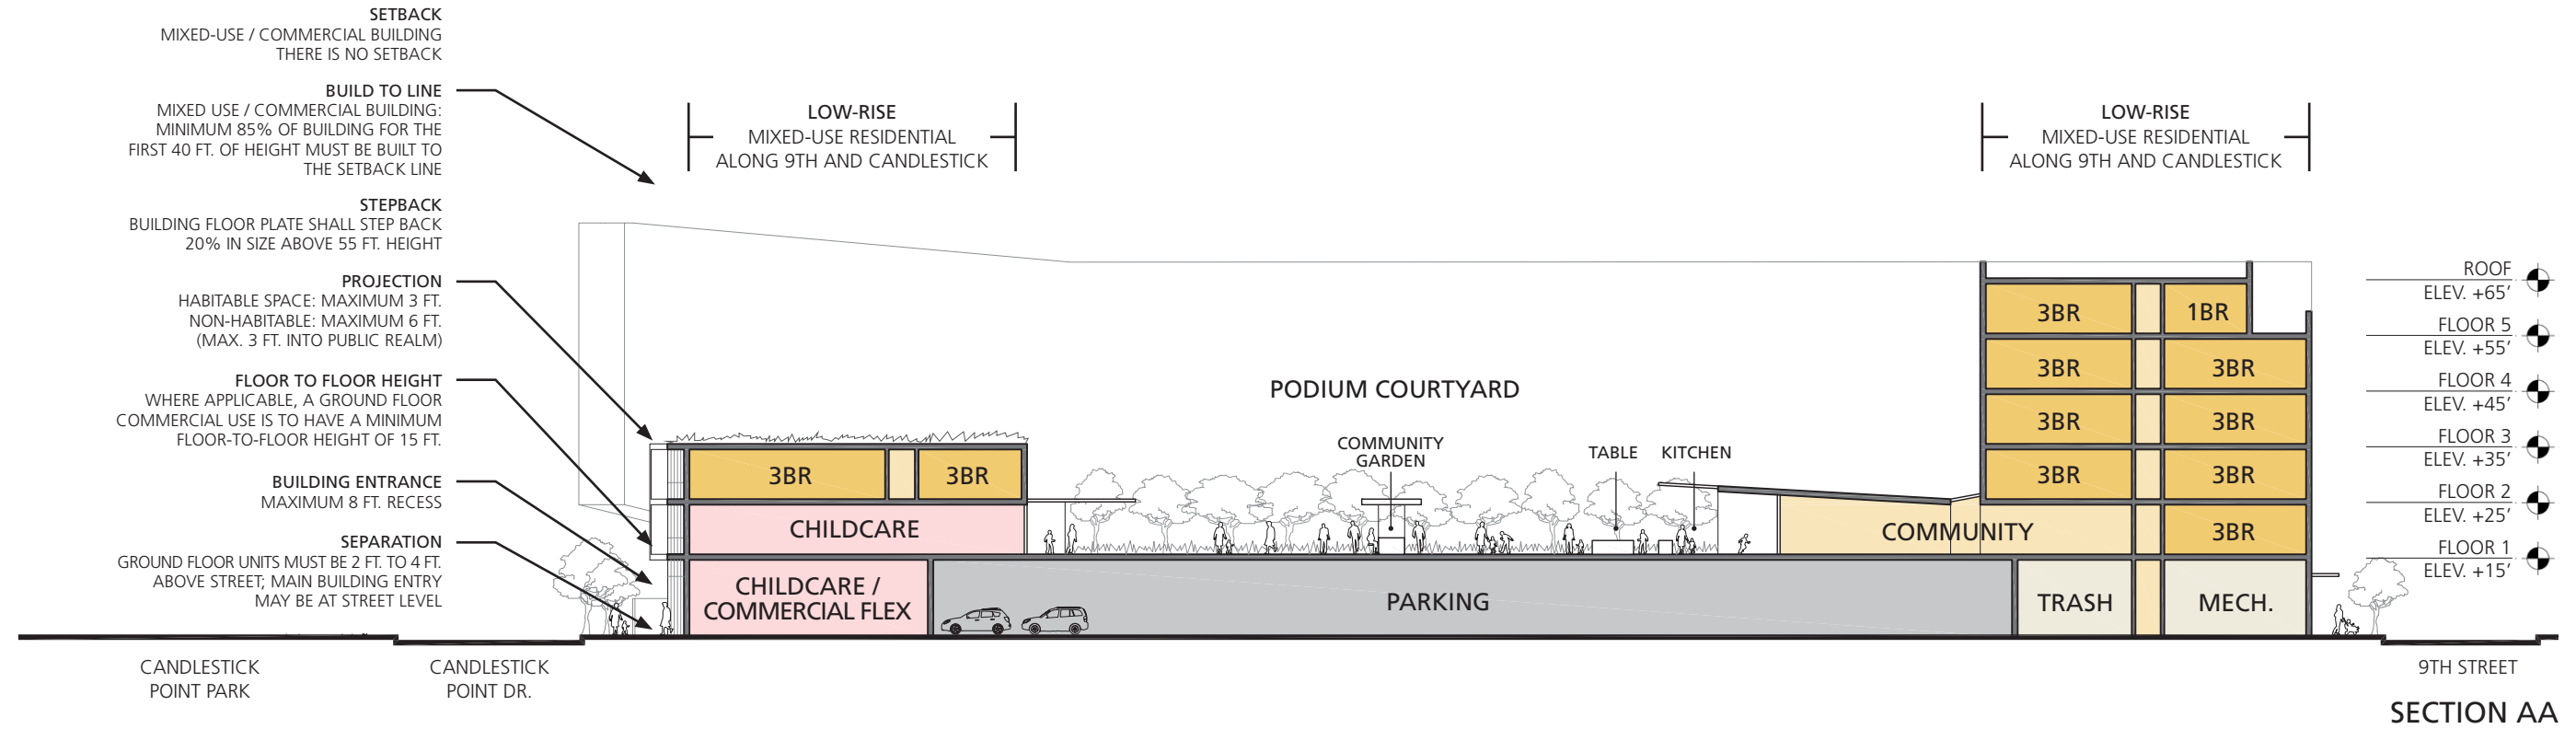 SETBACK
MIXED-USE / COMMERCIAL BUILDING
THERE IS NO SETBACK
BUILD TO LINE
MIXED USE / COMMERCIAL BUILDING:
MINIMUM 85% OF BUILDING FOR THE
FIRST 40 FT. OF HEIGHT MUST BE BUILT TO
THE SETBACK LINE
STEPBACK
BUILDING FLOOR PLATE SHALL STEP BACK
20% IN SIZE ABOVE 55 FT. HEIGHT
PROJECTION
HABITABLE SPACE: MAXIMUM 3 FT.
NON-HABITABLE: MAXIMUM 6 FT.
(MAX. 3 FT. INTO PUBLIC REALM)
FLOOR TO FLOOR HEIGHT
WHERE APPLICABLE, A GROUND FLOOR
COMMERCIAL USE IS TO HAVE A MINIMUM
FLOOR-TO-FLOOR HEIGHT OF 15 FT.
BUILDING ENTRANCE
MAXIMUM 8 FT. RECESS
SEPARATION
GROUND FLOOR UNITS MUST BE 2 FT. TO 4 FT.
ABOVE STREET; MAIN BUILDING ENTRY
MAY BE AT STREET LEVEL
LOW-RISE
MIXED-USE RESIDENTIAL
ALONG 9TH AND CANDLESTICK
LOW-RISE
MIXED-USE RESIDENTIAL
ALONG 9TH AND CANDLESTICK
3BR
3BR
CHILDCARE
CHILDCARE /
COMMERCIAL FLEX
PODIUM COURTYARD
COMMUNITY
GARDEN
TABLE
KITCHEN
COMMUNITY
PARKING
3BR
1BR
3BR
3BR
3BR
3BR
3BR
3BR
3BR
TRASH
MECH.
ROOF
ELEV. +65’
FLOOR 5
ELEV. +55’
FLOOR 4
ELEV. +45’
FLOOR 3
ELEV. +35’
FLOOR 2
ELEV. +25’
FLOOR 1
ELEV. +15’
CANDLESTICK
POINT PARK
CANDLESTICK
POINT DR.
9TH STREET
SECTION AA